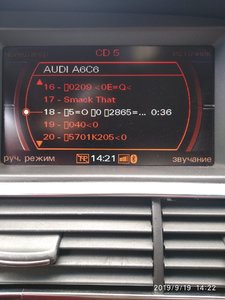 CD 5
AUDI A6C6
16 - ▯0209 <0E=Q<
17 - Smack That
18 - ▯5=O ▯0 ▯2865=... 0:36
19 - ▯040<0
20 - ▯5701K205<0
руч. режим
TP
14:21
звучание
2019/9/19 14:22